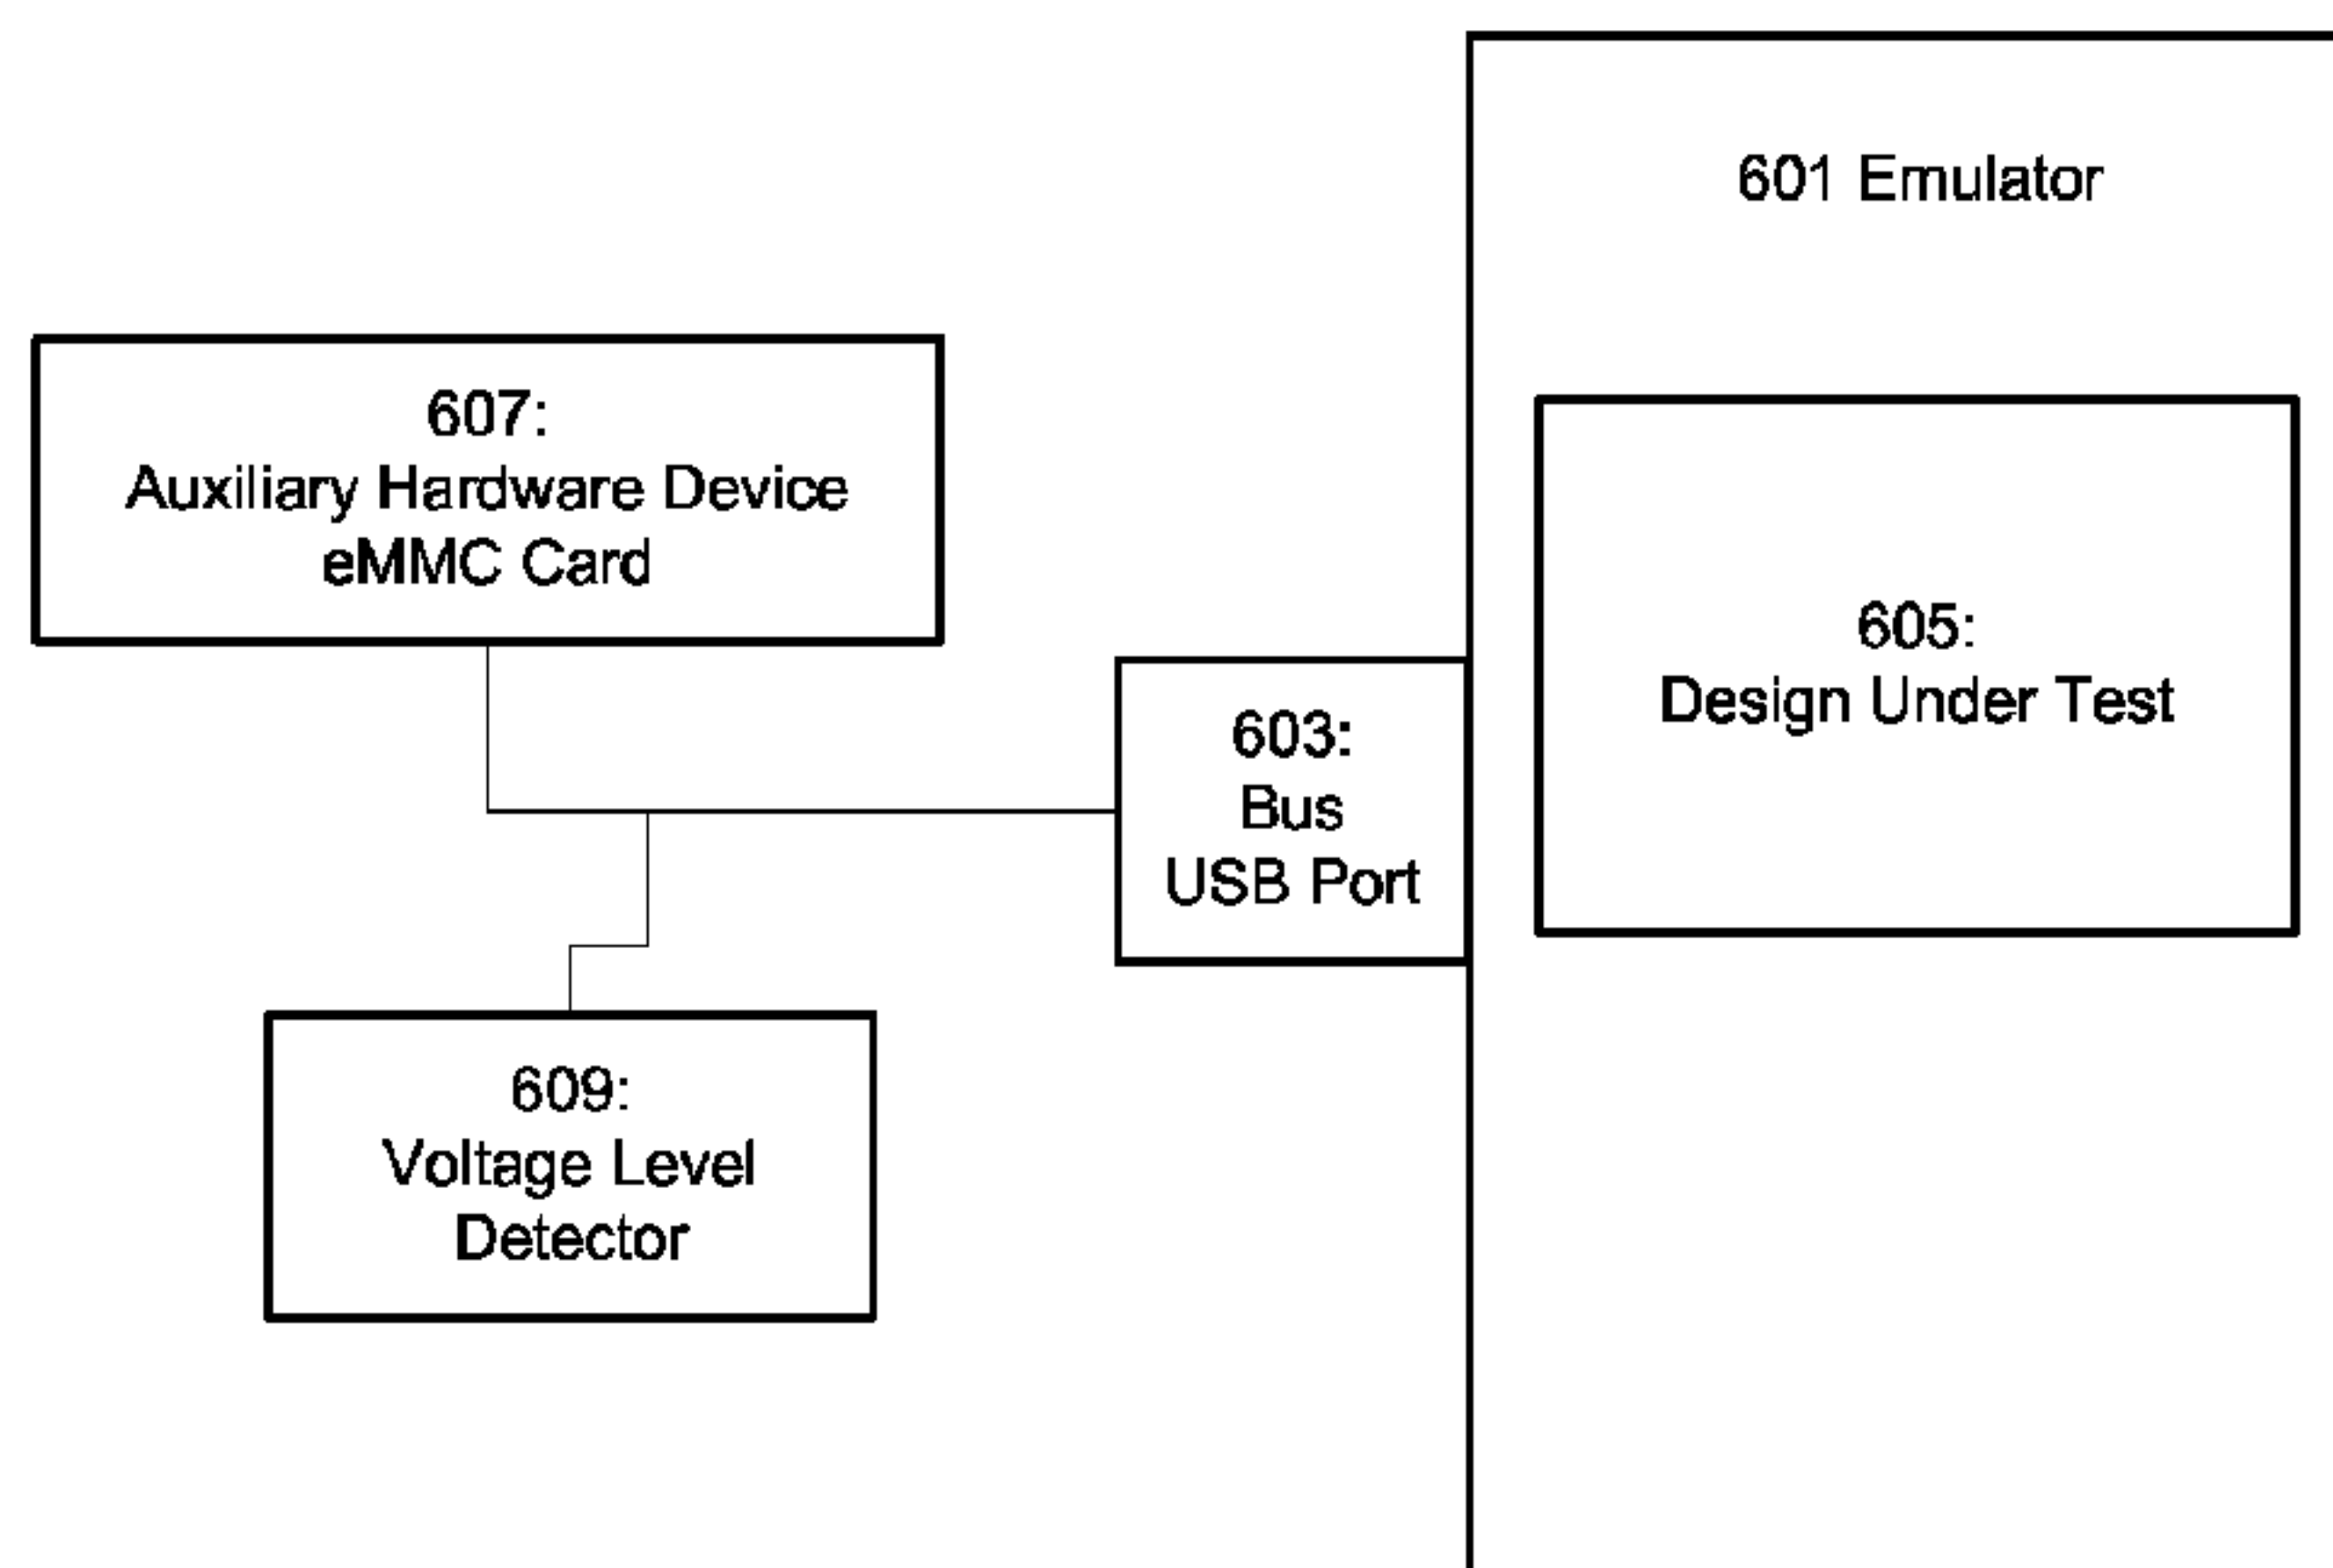 601 Emulator
607:
Auxiliary Hardware Device
eMMC Card
605:
Design Under Test
603:
Bus
USB Port
609:
Voltage Level
Detector